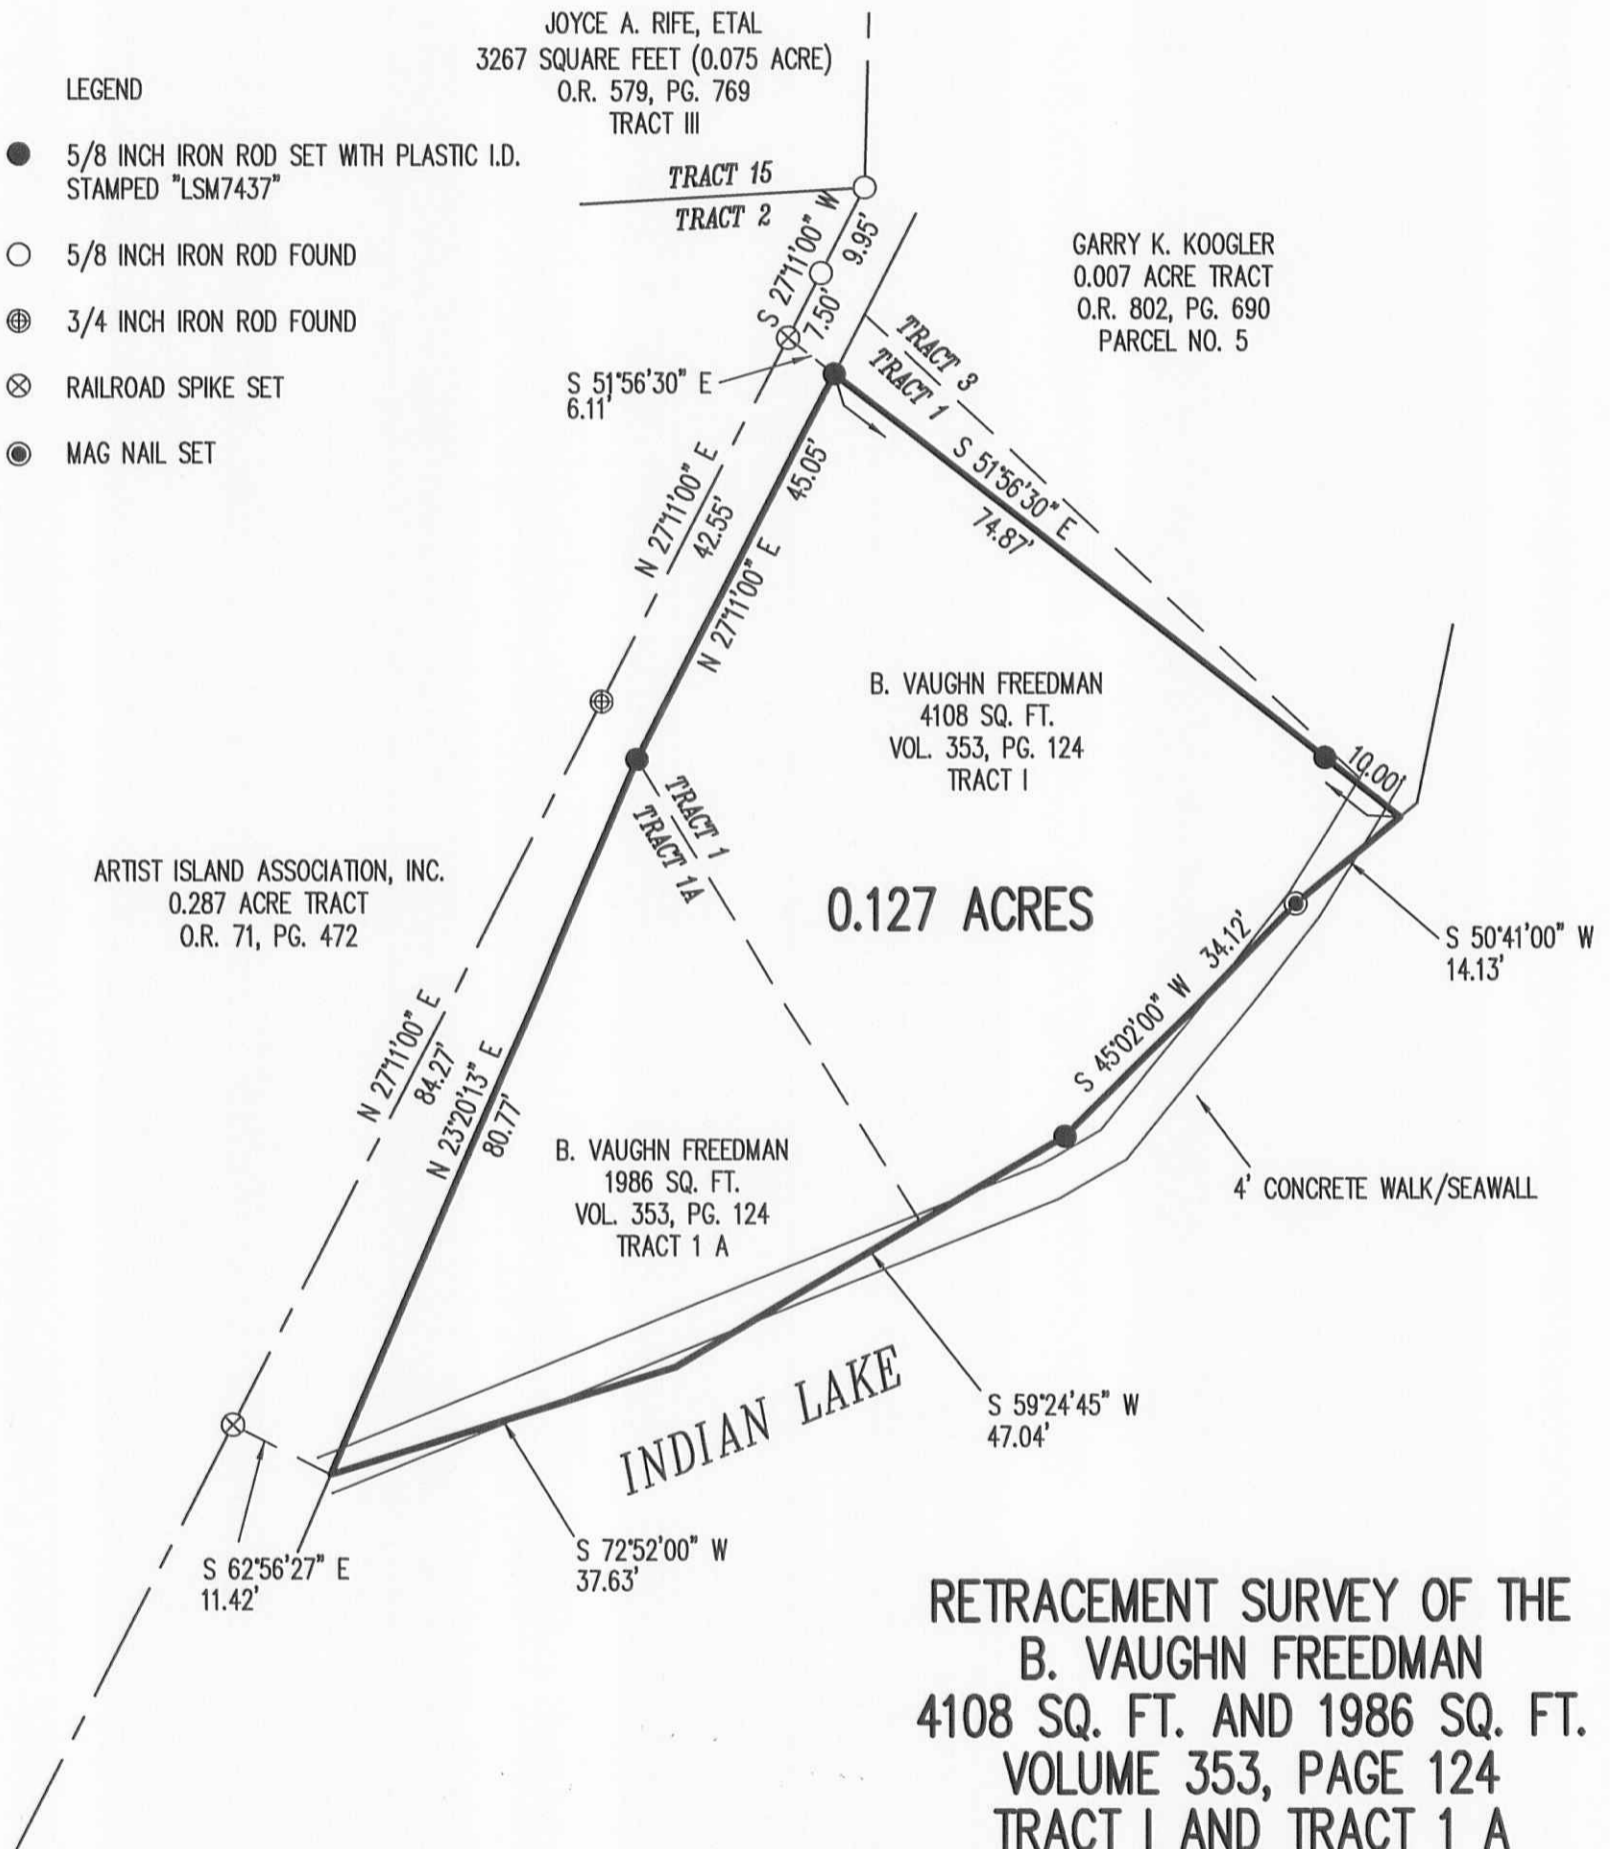 JOYCE A. RIFE, ETAL
3267 SQUARE FEET (0.075 ACRE)
O.R. 579, PG. 769
TRACT III
LEGEND
5/8 INCH IRON ROD SET WITH PLASTIC I.D.
STAMPED "LSM7437"
5/8 INCH IRON ROD FOUND
3/4 INCH IRON ROD FOUND
RAILROAD SPIKE SET
MAG NAIL SET
TRACT 15
TRACT 2
S 27°11'00" W
9.95'
7.50'
GARRY K. KOOGLER
0.007 ACRE TRACT
O.R. 802, PG. 690
PARCEL NO. 5
TRACT 3
TRACT 1
S 51°56'30" E
6.11'
S 51°56'30" E
74.87'
N 27°11'00" E
42.55'
45.05'
N 27°11'00" E
B. VAUGHN FREEDMAN
4108 SQ. FT.
VOL. 353, PG. 124
TRACT I
10.00'
TRACT 1
TRACT 1A
ARTIST ISLAND ASSOCIATION, INC.
0.287 ACRE TRACT
O.R. 71, PG. 472
0.127 ACRES
S 50°41'00" W
14.13'
S 45°02'00" W 34.12'
N 27°11'00" E
84.27'
N 23°20'13" E
80.77'
B. VAUGHN FREEDMAN
1986 SQ. FT.
VOL. 353, PG. 124
TRACT 1 A
4' CONCRETE WALK/SEAWALL
INDIAN LAKE
S 59°24'45" W
47.04'
S 62°56'27" E
11.42'
S 72°52'00" W
37.63'
RETRACEMENT SURVEY OF THE
B. VAUGHN FREEDMAN
4108 SQ. FT. AND 1986 SQ. FT.
VOLUME 353, PAGE 124
TRACT I AND TRACT 1 A